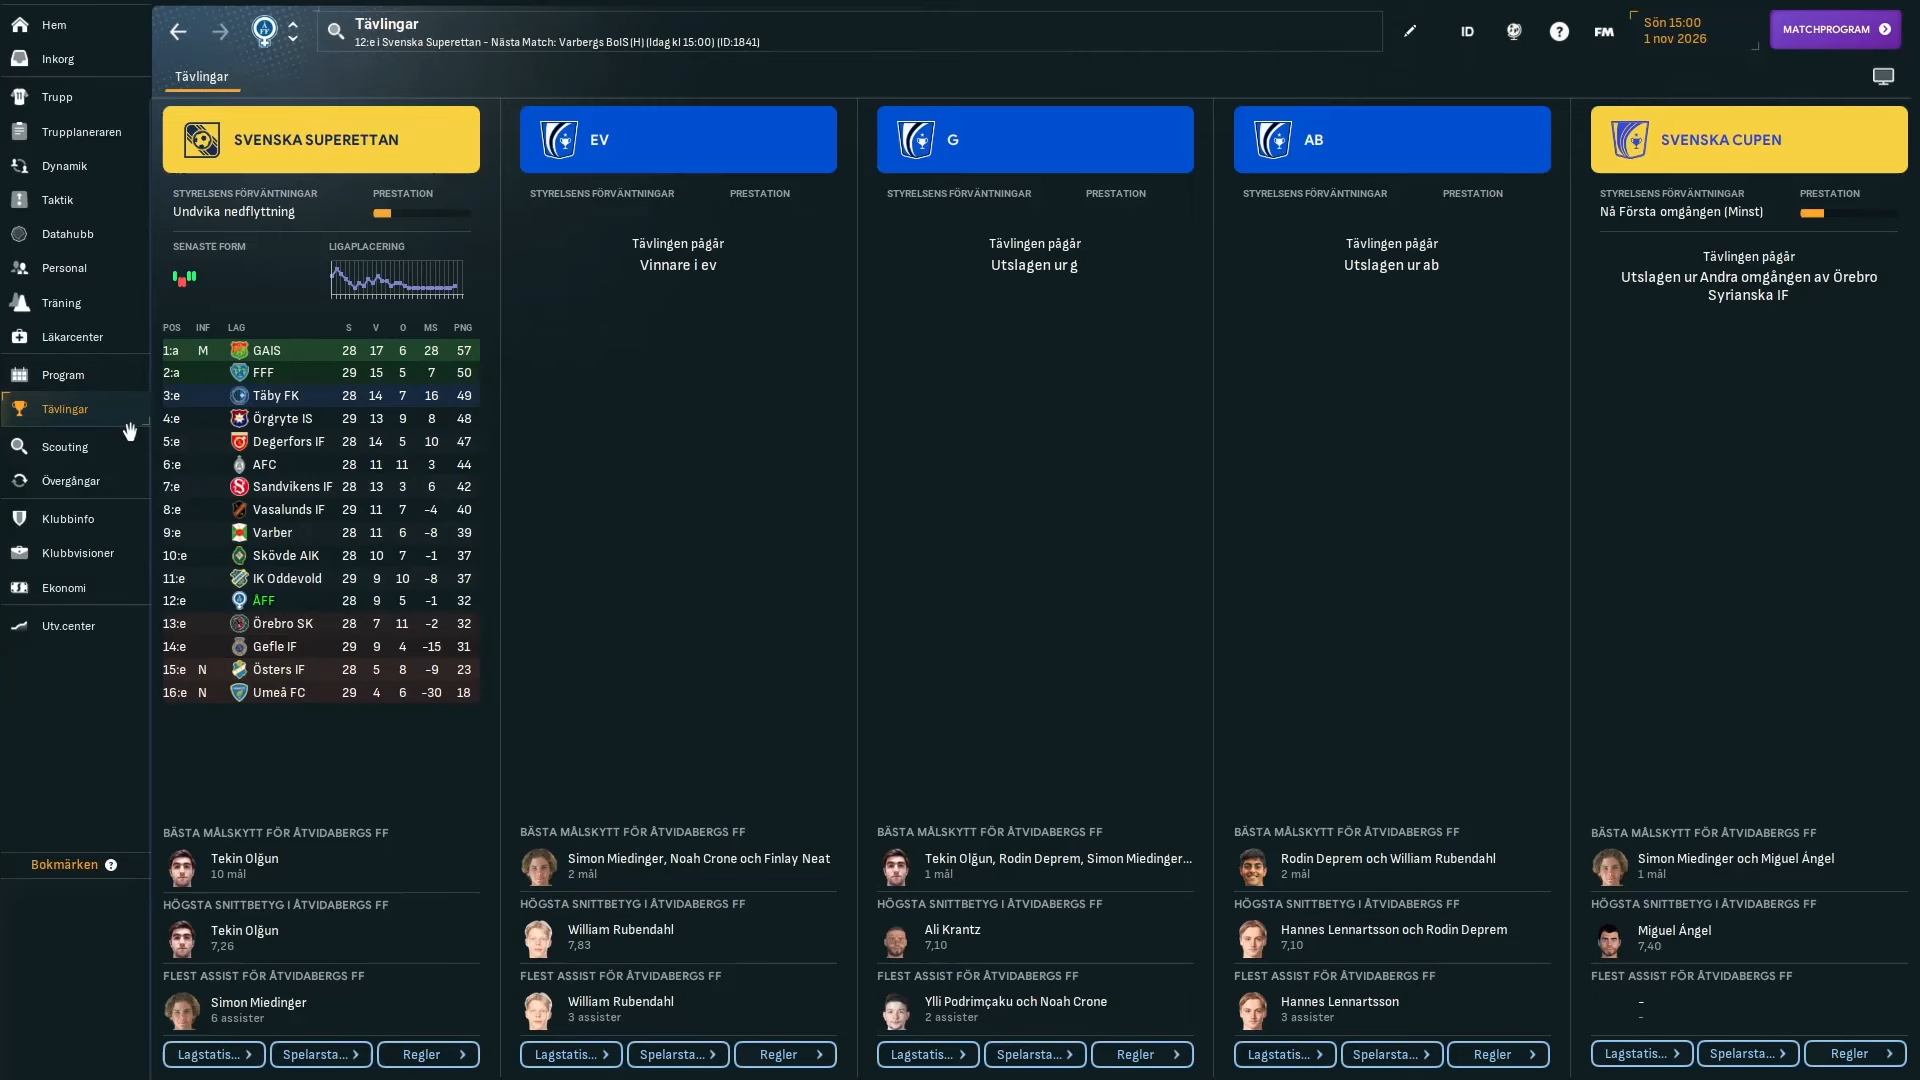 Hem
Inkorg
Trupp
Trupplaneraren
Dynamik
Taktik
Datahubb
Personal
Träning
Läkarcenter
Program
Tävlingar
Scouting
Övergångar
Klubbinfo
Klubbvisioner
Ekonomi
Utv.center
Bokmärken ?
Tävlingar
12:e i Svenska Superettan - Nästa Match: Varbergs BoIS (H) (Idag kl 15:00) (ID:1841)
ID
?
FM
Sön 15:00
1 nov 2026
MATCHPROGRAM
Tävlingar
SVENSKA SUPERETTAN
STYRELSENS FÖRVÄNTNINGAR PRESTATION
Undvika nedflyttning
SENASTE FORM LIGAPLACERING
POS INF LAG S V O MS PNG
1:a M GAIS 28 17 6 28 57
2:a FFF 29 15 5 7 50
3:e Täby FK 28 14 7 16 49
4:e Örgryte IS 29 13 9 8 48
5:e Degerfors IF 28 14 5 10 47
6:e AFC 28 11 11 3 44
7:e Sandvikens IF 28 13 3 6 42
8:e Vasalunds IF 29 11 7 -4 40
9:e Varber 28 11 6 -8 39
10:e Skövde AIK 28 10 7 -1 37
11:e IK Oddevold 29 9 10 -8 37
12:e ÅFF 28 9 5 -1 32
13:e Örebro SK 28 7 11 -2 32
14:e Gefle IF 29 9 4 -15 31
15:e N Östers IF 28 5 8 -9 23
16:e N Umeå FC 29 4 6 -30 18
BÄSTA MÅLSKYTT FÖR ÅTVIDABERGS FF
Tekin Olğun
10 mål
HÖGSTA SNITTBETYG I ÅTVIDABERGS FF
Tekin Olğun
7,26
FLEST ASSIST FÖR ÅTVIDABERGS FF
Simon Miedinger
6 assister
Lagstatis... Spelarsta... Regler
EV
STYRELSENS FÖRVÄNTNINGAR PRESTATION
Tävlingen pågår
Vinnare i ev
BÄSTA MÅLSKYTT FÖR ÅTVIDABERGS FF
Simon Miedinger, Noah Crone och Finlay Neat
2 mål
HÖGSTA SNITTBETYG I ÅTVIDABERGS FF
William Rubendahl
7,83
FLEST ASSIST FÖR ÅTVIDABERGS FF
William Rubendahl
3 assister
Lagstatis... Spelarsta... Regler
G
STYRELSENS FÖRVÄNTNINGAR PRESTATION
Tävlingen pågår
Utslagen ur g
BÄSTA MÅLSKYTT FÖR ÅTVIDABERGS FF
Tekin Olğun, Rodin Deprem, Simon Miedinger...
1 mål
HÖGSTA SNITTBETYG I ÅTVIDABERGS FF
Ali Krantz
7,10
FLEST ASSIST FÖR ÅTVIDABERGS FF
Ylli Podrimçaku och Noah Crone
2 assister
Lagstatis... Spelarsta... Regler
AB
STYRELSENS FÖRVÄNTNINGAR PRESTATION
Tävlingen pågår
Utslagen ur ab
BÄSTA MÅLSKYTT FÖR ÅTVIDABERGS FF
Rodin Deprem och William Rubendahl
2 mål
HÖGSTA SNITTBETYG I ÅTVIDABERGS FF
Hannes Lennartsson och Rodin Deprem
7,10
FLEST ASSIST FÖR ÅTVIDABERGS FF
Hannes Lennartsson
3 assister
Lagstatis... Spelarsta... Regler
SVENSKA CUPEN
STYRELSENS FÖRVÄNTNINGAR PRESTATION
Nå Första omgången (Minst)
Tävlingen pågår
Utslagen ur Andra omgången av Örebro
Syrianska IF
BÄSTA MÅLSKYTT FÖR ÅTVIDABERGS FF
Simon Miedinger och Miguel Ángel
1 mål
HÖGSTA SNITTBETYG I ÅTVIDABERGS FF
Miguel Ángel
7,40
FLEST ASSIST FÖR ÅTVIDABERGS FF
-
-
Lagstatis... Spelarsta... Regler